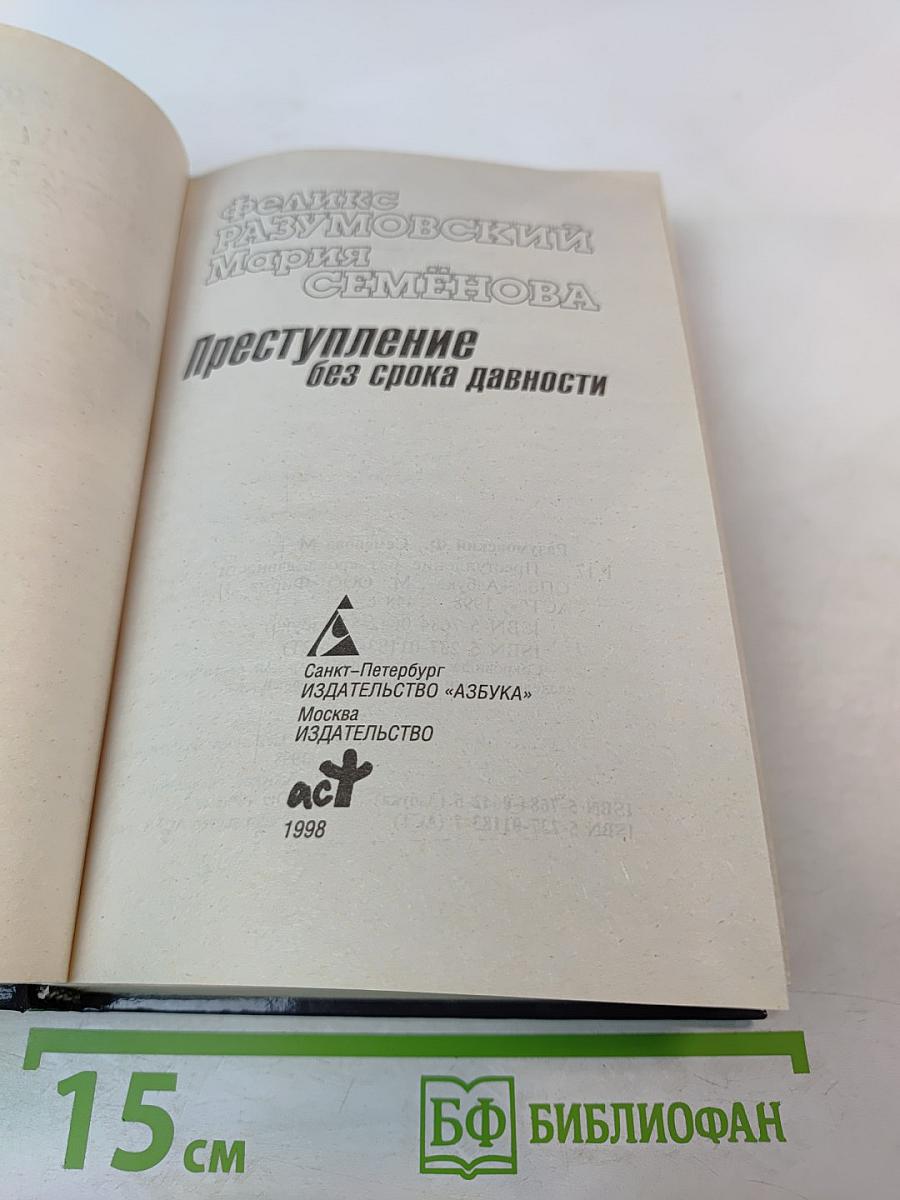 Феликс
РАЗУМОВСКИЙ
Мария
СЕМЁНОВА
Преступление
без срока давности
Санкт-Петербург
ИЗДАТЕЛЬСТВО «АЗБУКА»
Москва
ИЗДАТЕЛЬСТВО
аст
1998
15 см
БФ БИБЛИОФАН